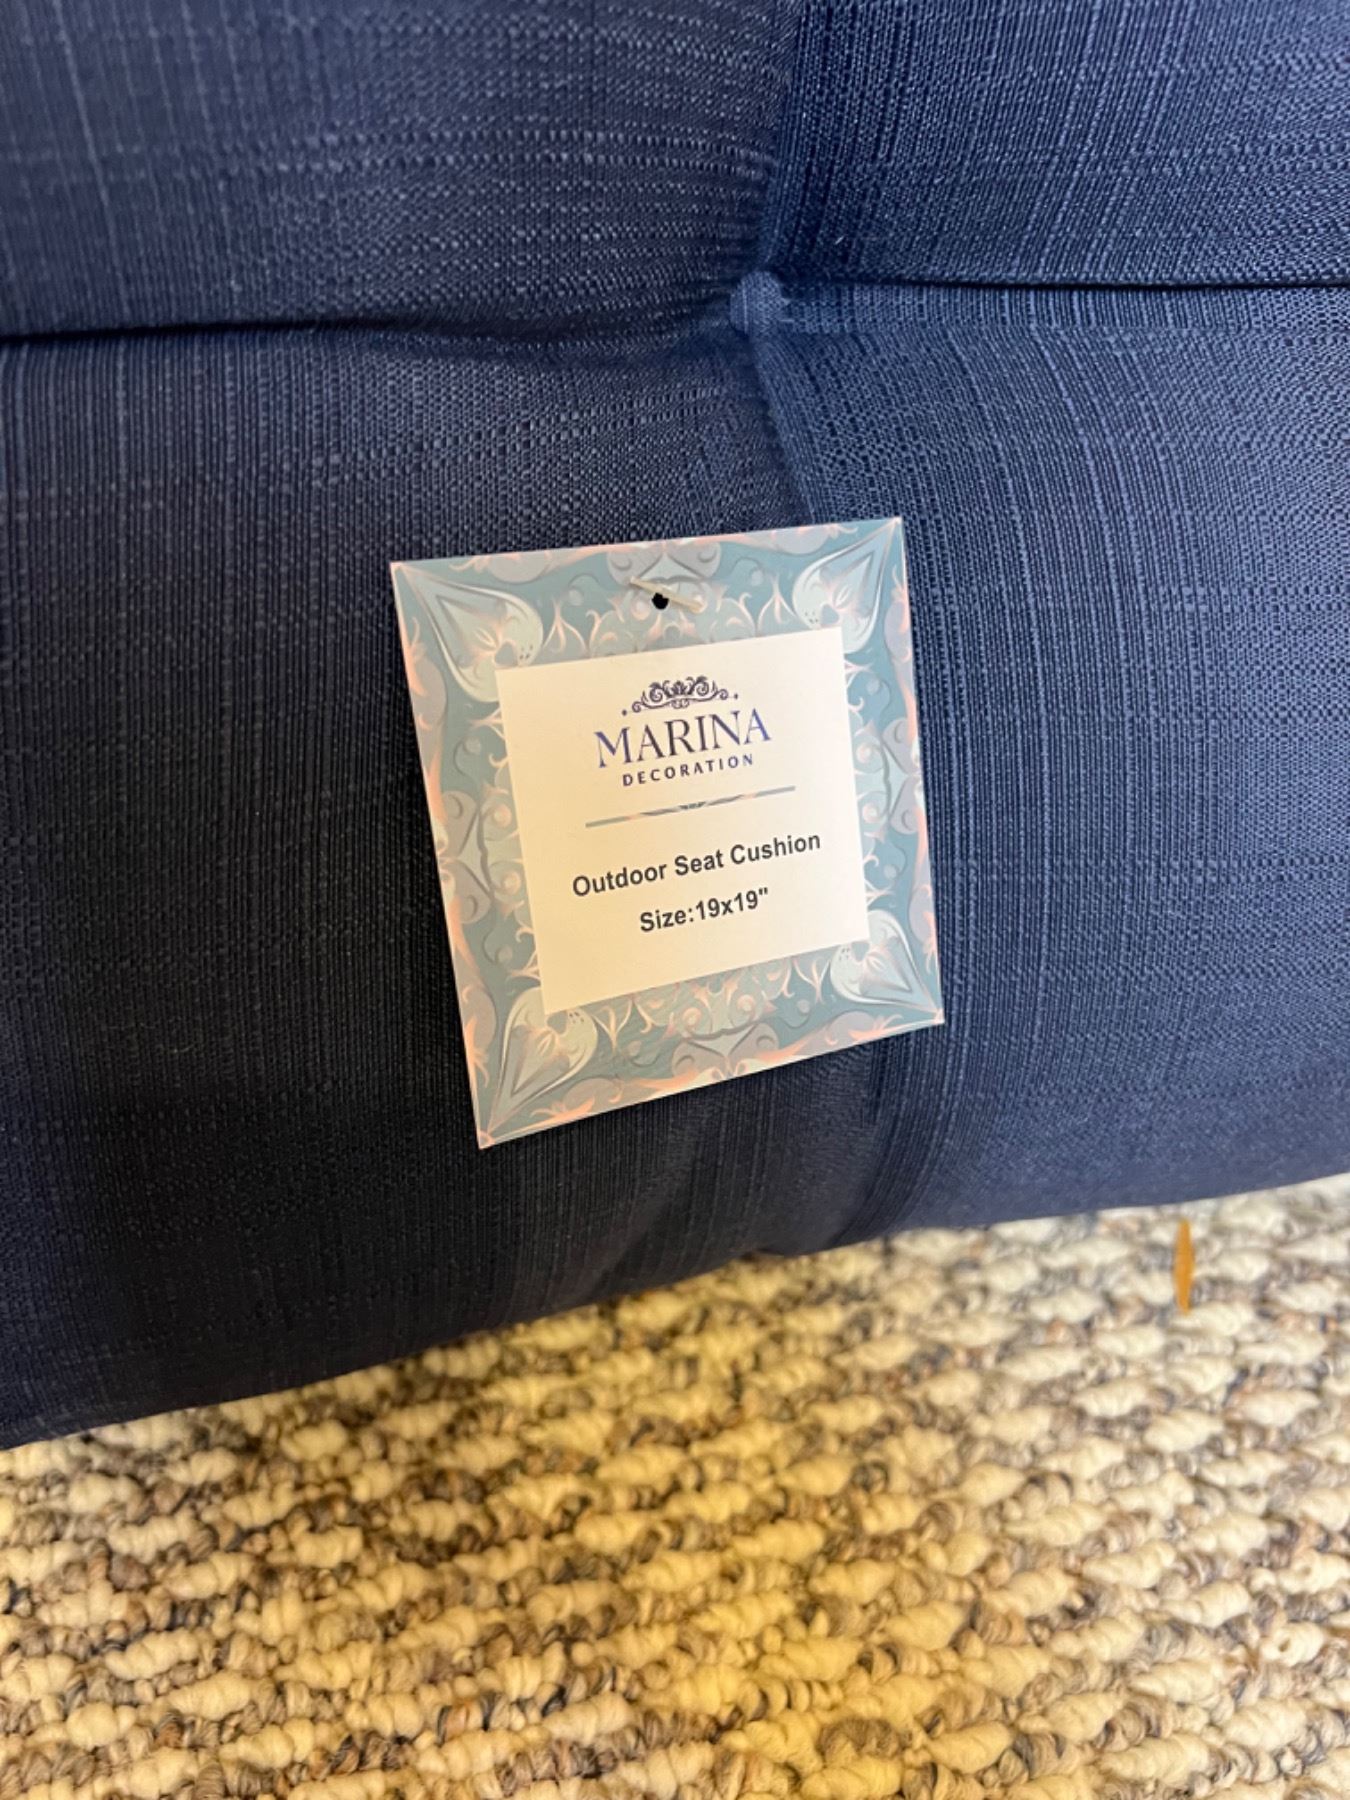 MARINA
DECORATION
Outdoor Seat Cushion
Size:19x19"